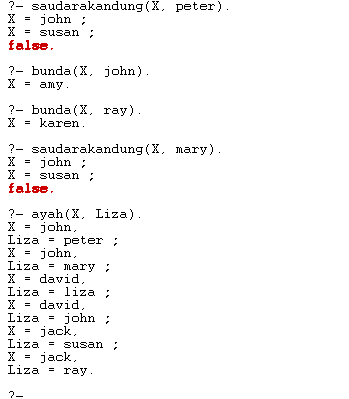 ?- saudarakandung(X, peter).
X = john ;
X = susan ;
false.
?- bunda(X, john).
X = amy.
?- bunda(X, ray).
X = karen.
?- saudarakandung(X, mary).
X = john ;
X = susan ;
false.
?- ayah(X, Liza).
X = john,
Liza = peter ;
X = john,
Liza = mary ;
X = david,
Liza = liza ;
X = david,
Liza = john ;
X = jack,
Liza = susan ;
X = jack,
Liza = ray.
?-